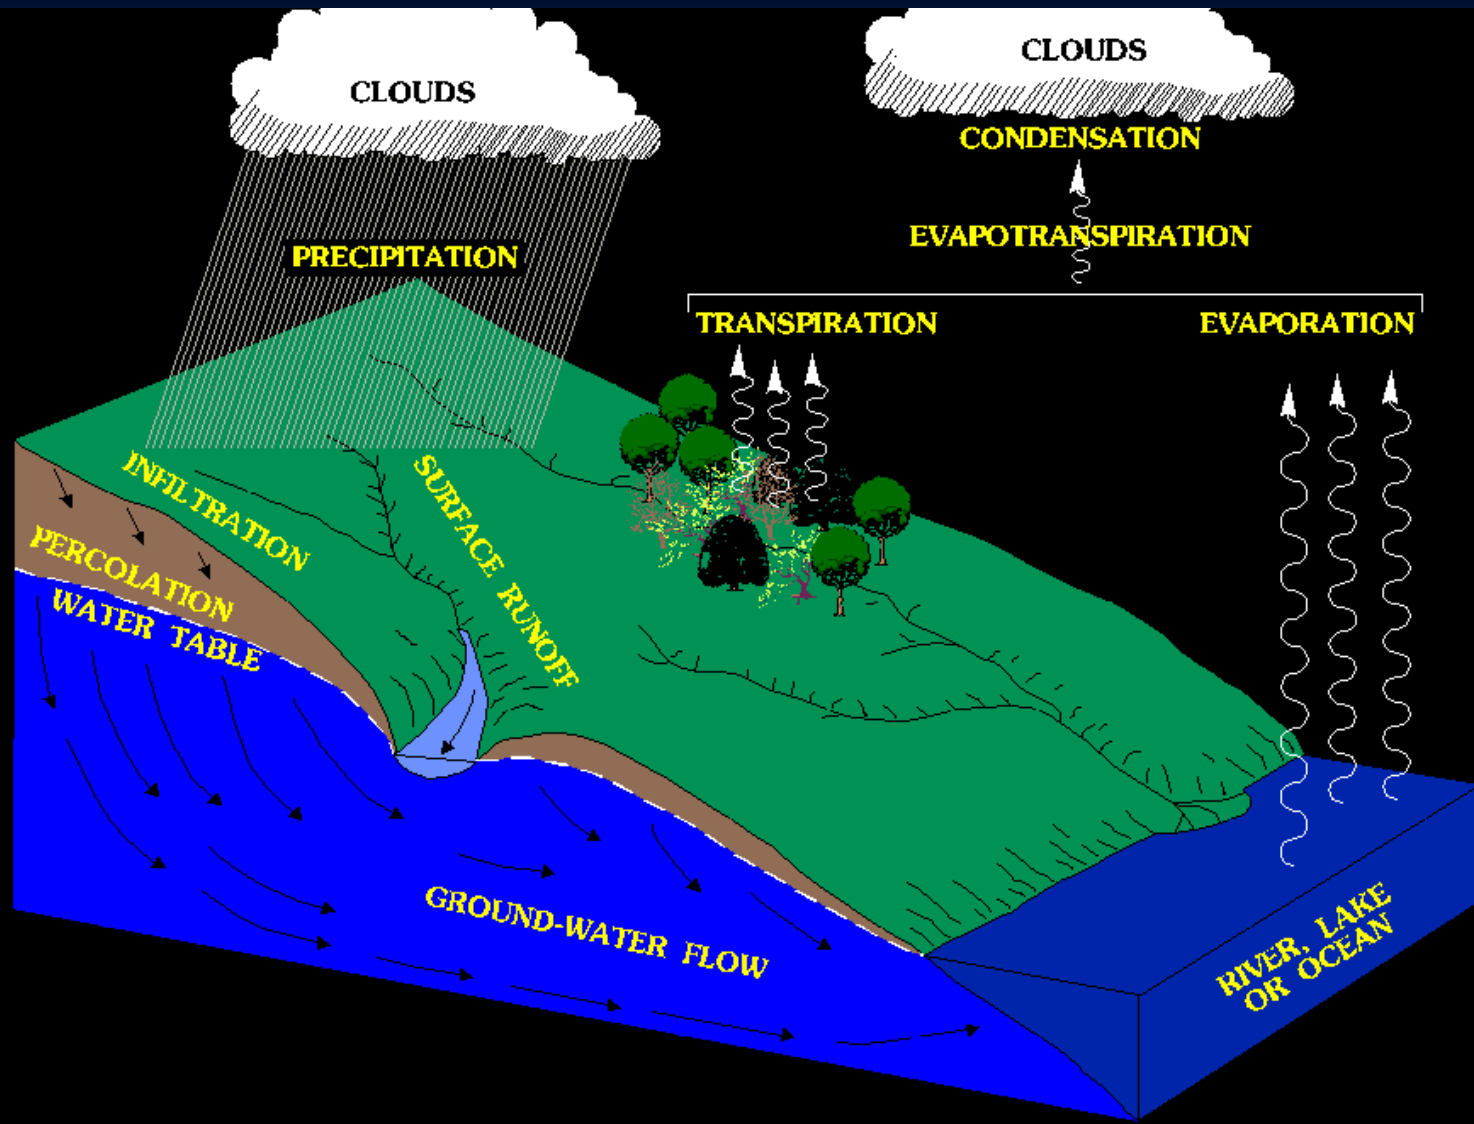 CLOUDS
CLOUDS
CONDENSATION
EVAPOTRANSPIRATION
PRECIPITATION
TRANSPIRATION
EVAPORATION
INFILTRATION
SURFACE RUNOFF
PERCOLATION
WATER TABLE
GROUND-WATER FLOW
RIVER, LAKE
OR OCEAN